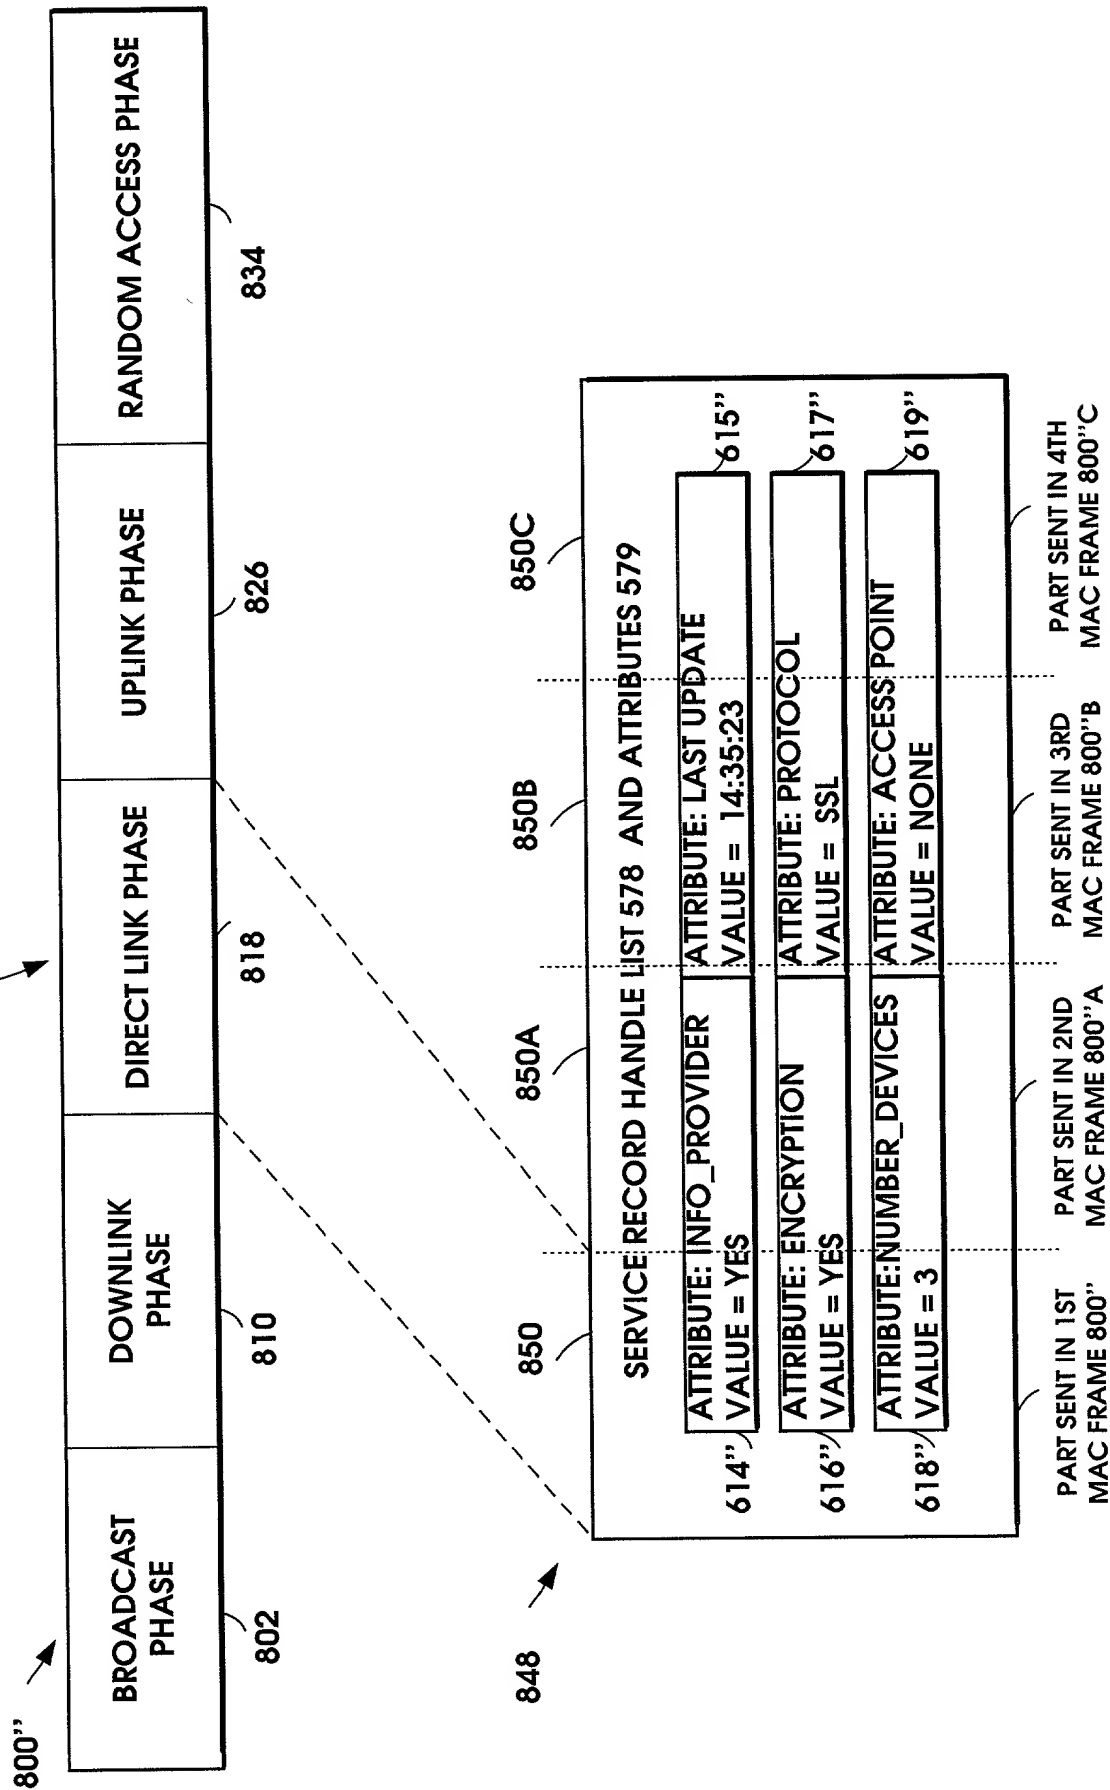 800"
BROADCAST
PHASE
DOWNLINK
PHASE
DIRECT LINK PHASE
UPLINK PHASE
RANDOM ACCESS PHASE
802
810
818
826
834
848
850
850A
850B
850C
SERVICE RECORD HANDLE LIST 578 AND ATTRIBUTES 579
614"
ATTRIBUTE: INFO_PROVIDER
VALUE = YES
ATTRIBUTE: LAST UPDATE
VALUE = 14:35:23
615"
616"
ATTRIBUTE: ENCRYPTION
VALUE = YES
ATTRIBUTE: PROTOCOL
VALUE = SSL
617"
618"
ATTRIBUTE:NUMBER_DEVICES
VALUE = 3
ATTRIBUTE: ACCESS POINT
VALUE = NONE
619"
PART SENT IN 1ST
MAC FRAME 800"
PART SENT IN 2ND
MAC FRAME 800"A
PART SENT IN 3RD
MAC FRAME 800"B
PART SENT IN 4TH
MAC FRAME 800"C